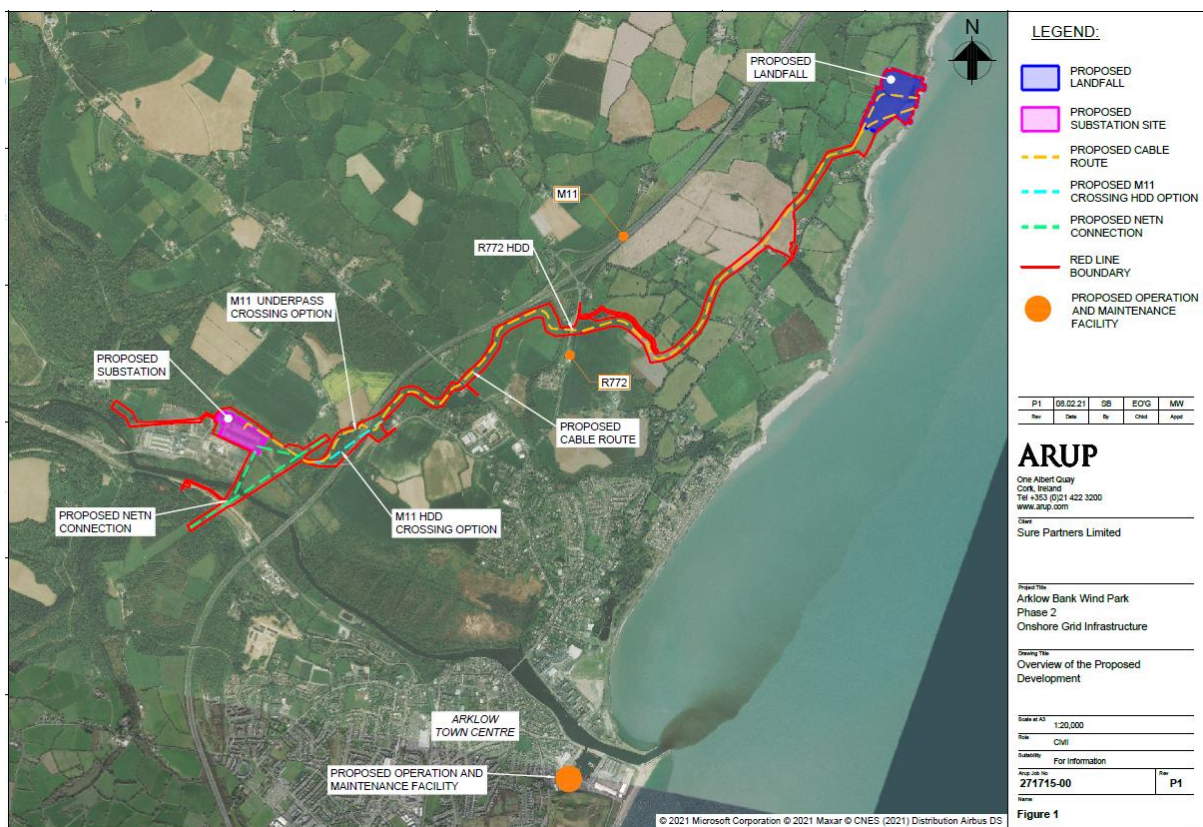 N
PROPOSED
LANDFALL
M11
R772 HDD
M11 UNDERPASS
CROSSING OPTION
PROPOSED
SUBSTATION
R772
PROPOSED
CABLE ROUTE
PROPOSED NETN
CONNECTION
M11 HDD
CROSSING OPTION
ARKLOW
TOWN CENTRE
PROPOSED OPERATION AND
MAINTENANCE FACILITY
© 2021 Microsoft Corporation © 2021 Maxar © CNES (2021) Distribution Airbus DS
LEGEND:
PROPOSED
LANDFALL
PROPOSED
SUBSTATION SITE
PROPOSED CABLE
ROUTE
PROPOSED M11
CROSSING HDD OPTION
PROPOSED NETN
CONNECTION
RED LINE
BOUNDARY
PROPOSED OPERATION
AND MAINTENANCE
FACILITY
P1 08.02.21 SB EO'G MW
Rev Date By Chkd Appd
ARUP
One Albert Quay
Cork, Ireland
Tel +353 (0)21 422 3200
www.arup.com
Client
Sure Partners Limited
Project Title
Arklow Bank Wind Park
Phase 2
Onshore Grid Infrastructure
Drawing Title
Overview of the Proposed
Development
Scale at A3
1:20,000
Role
Civil
Suitability
For Information
Arup Job No Rev
271715-00 P1
Name
Figure 1